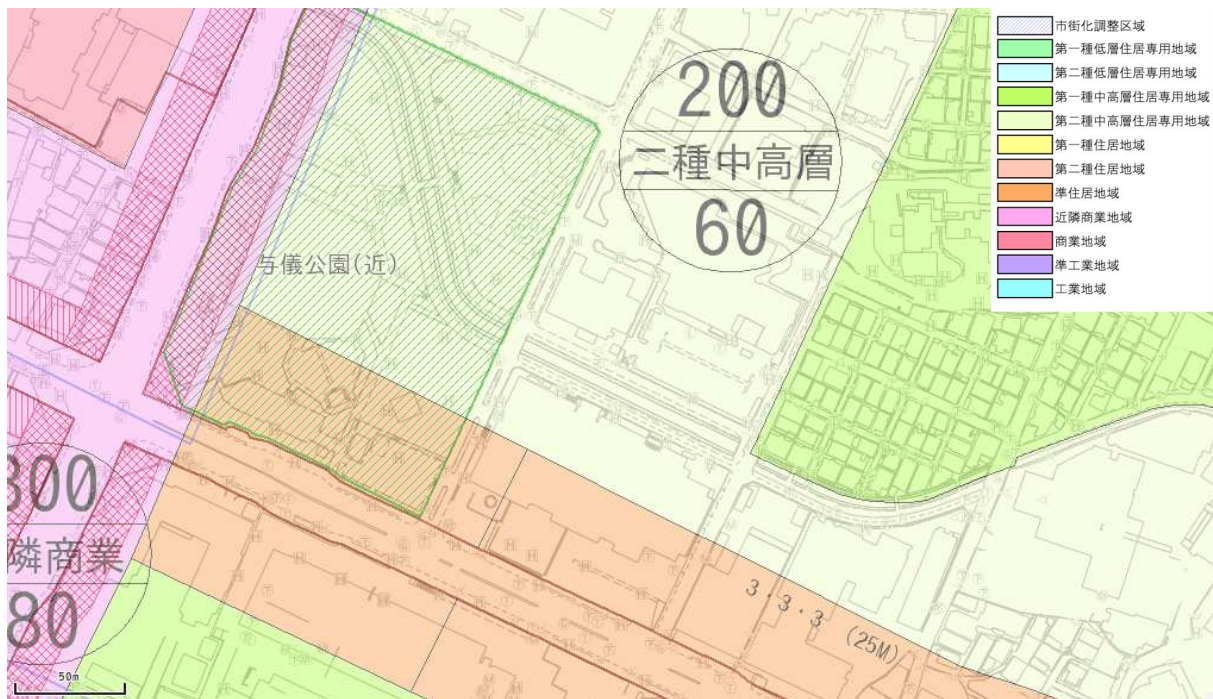 市街化調整区域
第一種低層住居専用地域
第二種低層住居専用地域
第一種中高層住居専用地域
第二種中高層住居専用地域
第一種住居地域
第二種住居地域
準住居地域
近隣商業地域
商業地域
準工業地域
工業地域
200
二種中高層
60
与儀公園(近)
300
隣商業
80
3・3・3 (25M)
50m